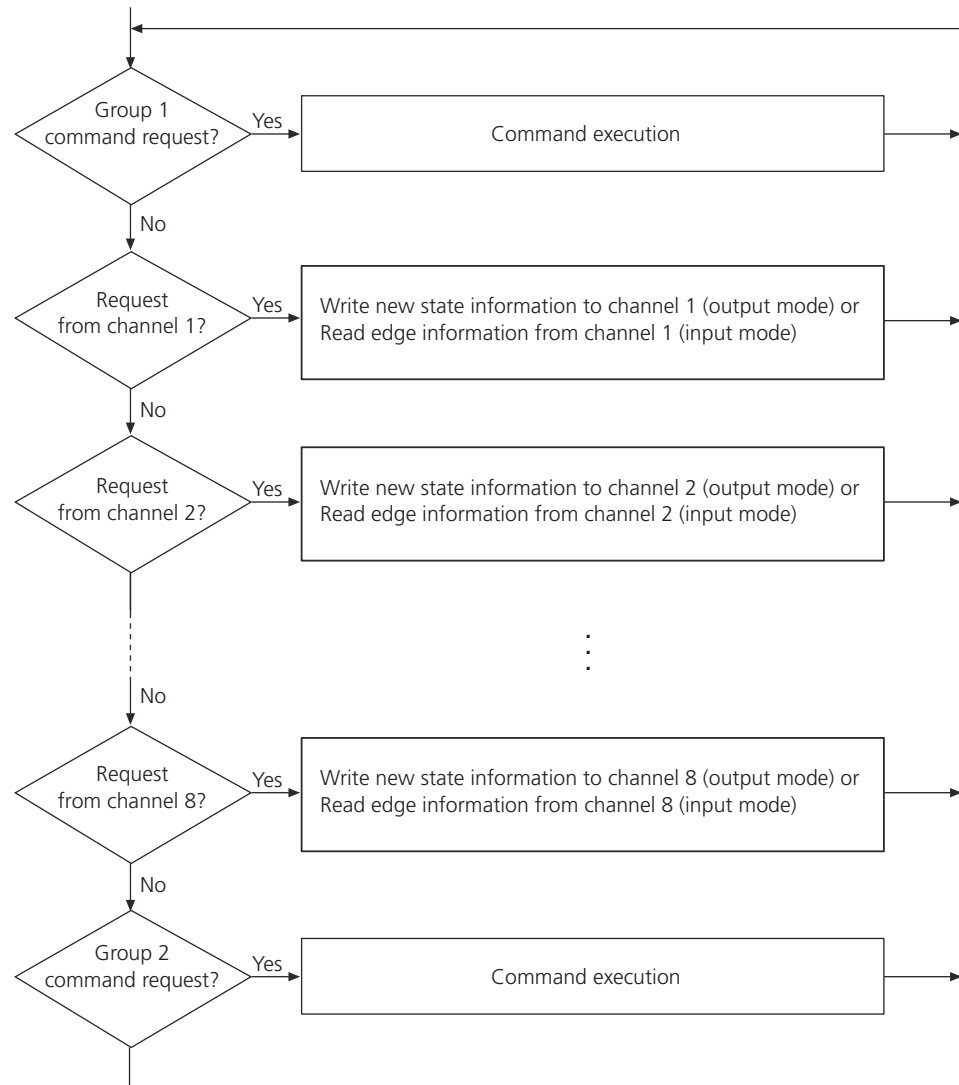 Group 1
command request?
Yes
Command execution
No
Request
from channel 1?
Yes
Write new state information to channel 1 (output mode) or
Read edge information from channel 1 (input mode)
No
Request
from channel 2?
Yes
Write new state information to channel 2 (output mode) or
Read edge information from channel 2 (input mode)
No
Request
from channel 8?
Yes
Write new state information to channel 8 (output mode) or
Read edge information from channel 8 (input mode)
No
Group 2
command request?
Yes
Command execution